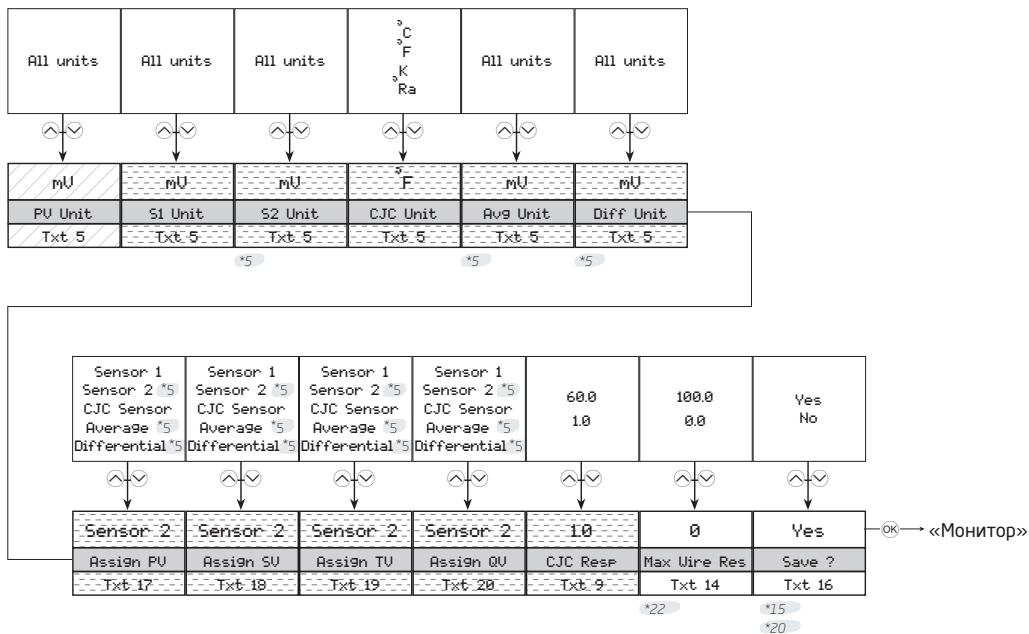 All units All units All units °C All units All units
°F
°K
°Ra
mV mV mV °F mV mV
PV Unit S1 Unit S2 Unit CJC Unit Avg Unit Diff Unit
Txt 5 Txt 5 Txt 5 Txt 5 Txt 5 Txt 5
*5 *5 *5
Sensor 1 Sensor 1 Sensor 1 Sensor 1
Sensor 2 *5 Sensor 2 *5 Sensor 2 *5 Sensor 2 *5 60.0 100.0 Yes
CJC Sensor CJC Sensor CJC Sensor CJC Sensor 1.0 0.0 No
Average *5 Average *5 Average *5 Average *5
Differential *5 Differential *5 Differential *5 Differential *5
Sensor 2 Sensor 2 Sensor 2 Sensor 2 1.0 0 Yes OK «Монитор»
Assign PV Assign SV Assign TV Assign QV CJC Resp Max Wire Res Save ?
Txt 17 Txt 18 Txt 19 Txt 20 Txt 9 Txt 14 Txt 16
*22 *15
*20